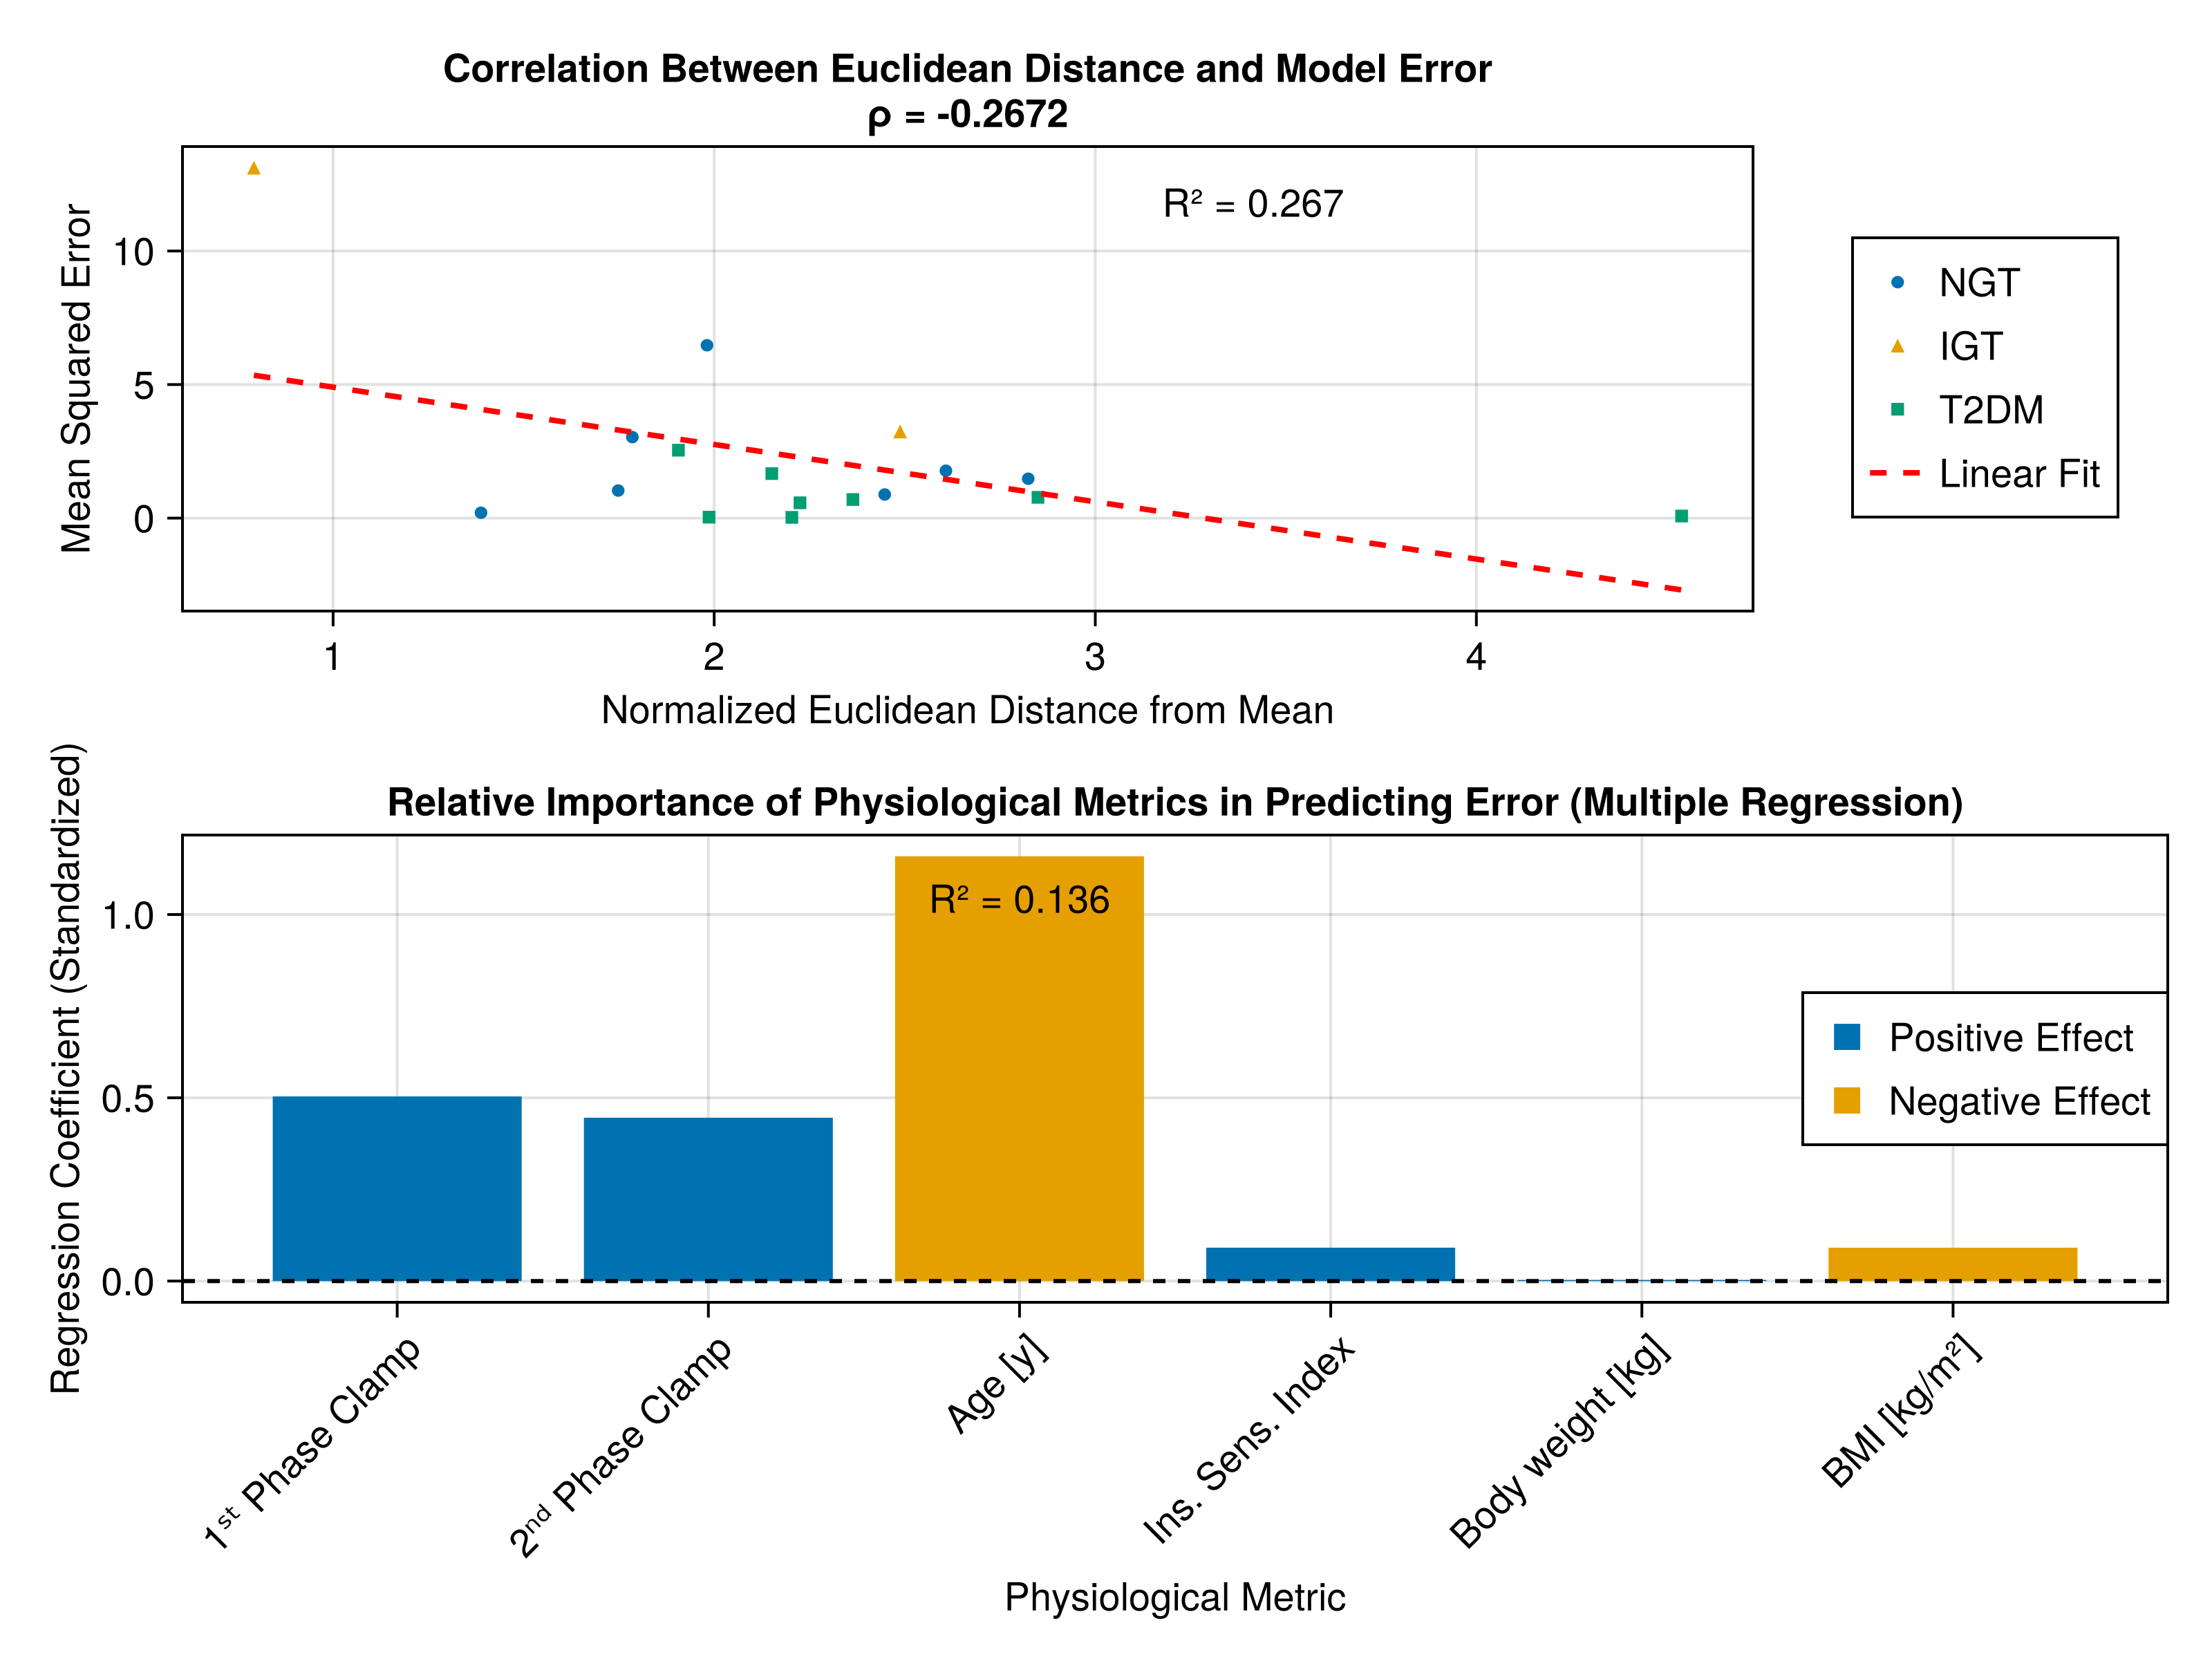 Correlation Between Euclidean Distance and Model Error
ρ = -0.2672
Mean Squared Error
10
5
0
R² = 0.267
1
2
3
4
Normalized Euclidean Distance from Mean
NGT
IGT
T2DM
Linear Fit
Relative Importance of Physiological Metrics in Predicting Error (Multiple Regression)
Regression Coefficient (Standardized)
1.0
0.5
0.0
R² = 0.136
Positive Effect
Negative Effect
1ˢᵗ Phase Clamp
2ⁿᵈ Phase Clamp
Age [y]
Ins. Sens. Index
Body weight [kg]
BMI [kg/m²]
Physiological Metric